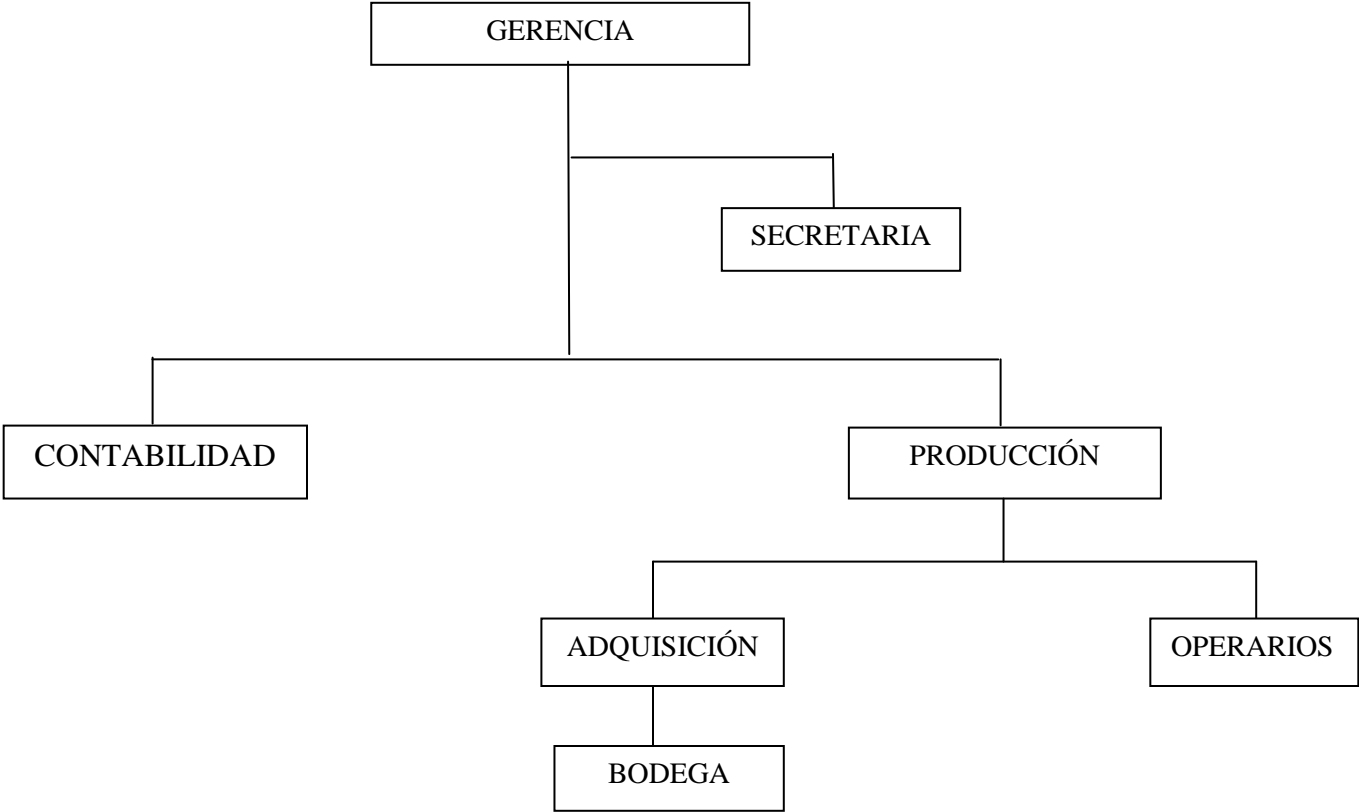 GERENCIA
SECRETARIA
CONTABILIDAD
PRODUCCIÓN
ADQUISICIÓN
OPERARIOS
BODEGA